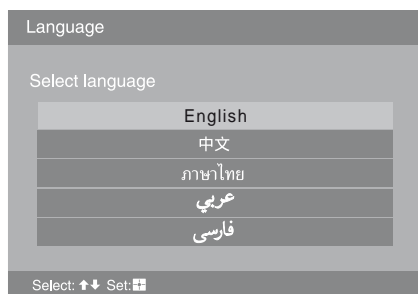 Language
Select language
English
中文
ภาษาไทย
عربي
فارسی
Select: ⬆⬇ Set: